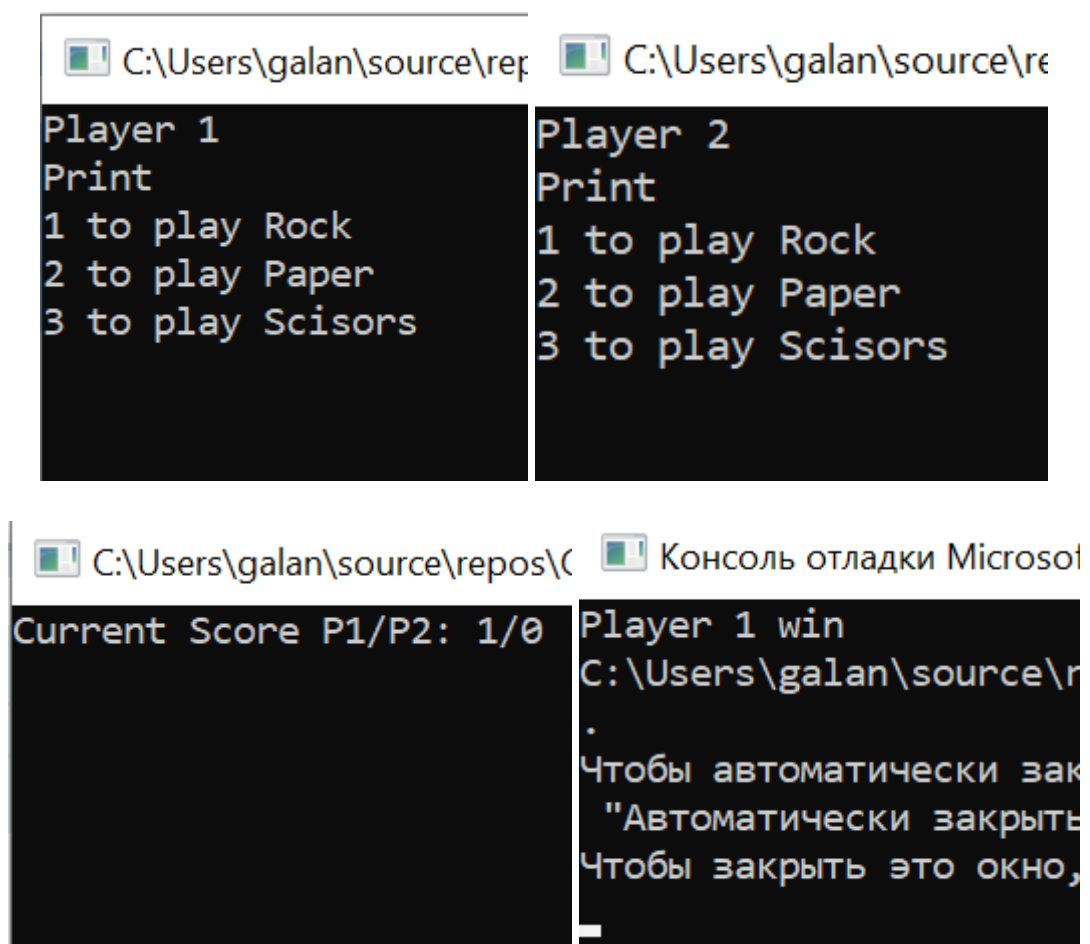 C:\Users\galan\source\rep
Player 1
Print
1 to play Rock
2 to play Paper
3 to play Scisors
C:\Users\galan\source\re
Player 2
Print
1 to play Rock
2 to play Paper
3 to play Scisors
C:\Users\galan\source\repos\
Current Score P1/P2: 1/0
Консоль отладки Microsof
Player 1 win
C:\Users\galan\source\r
.
Чтобы автоматически зак
"Автоматически закрыть
Чтобы закрыть это окно,